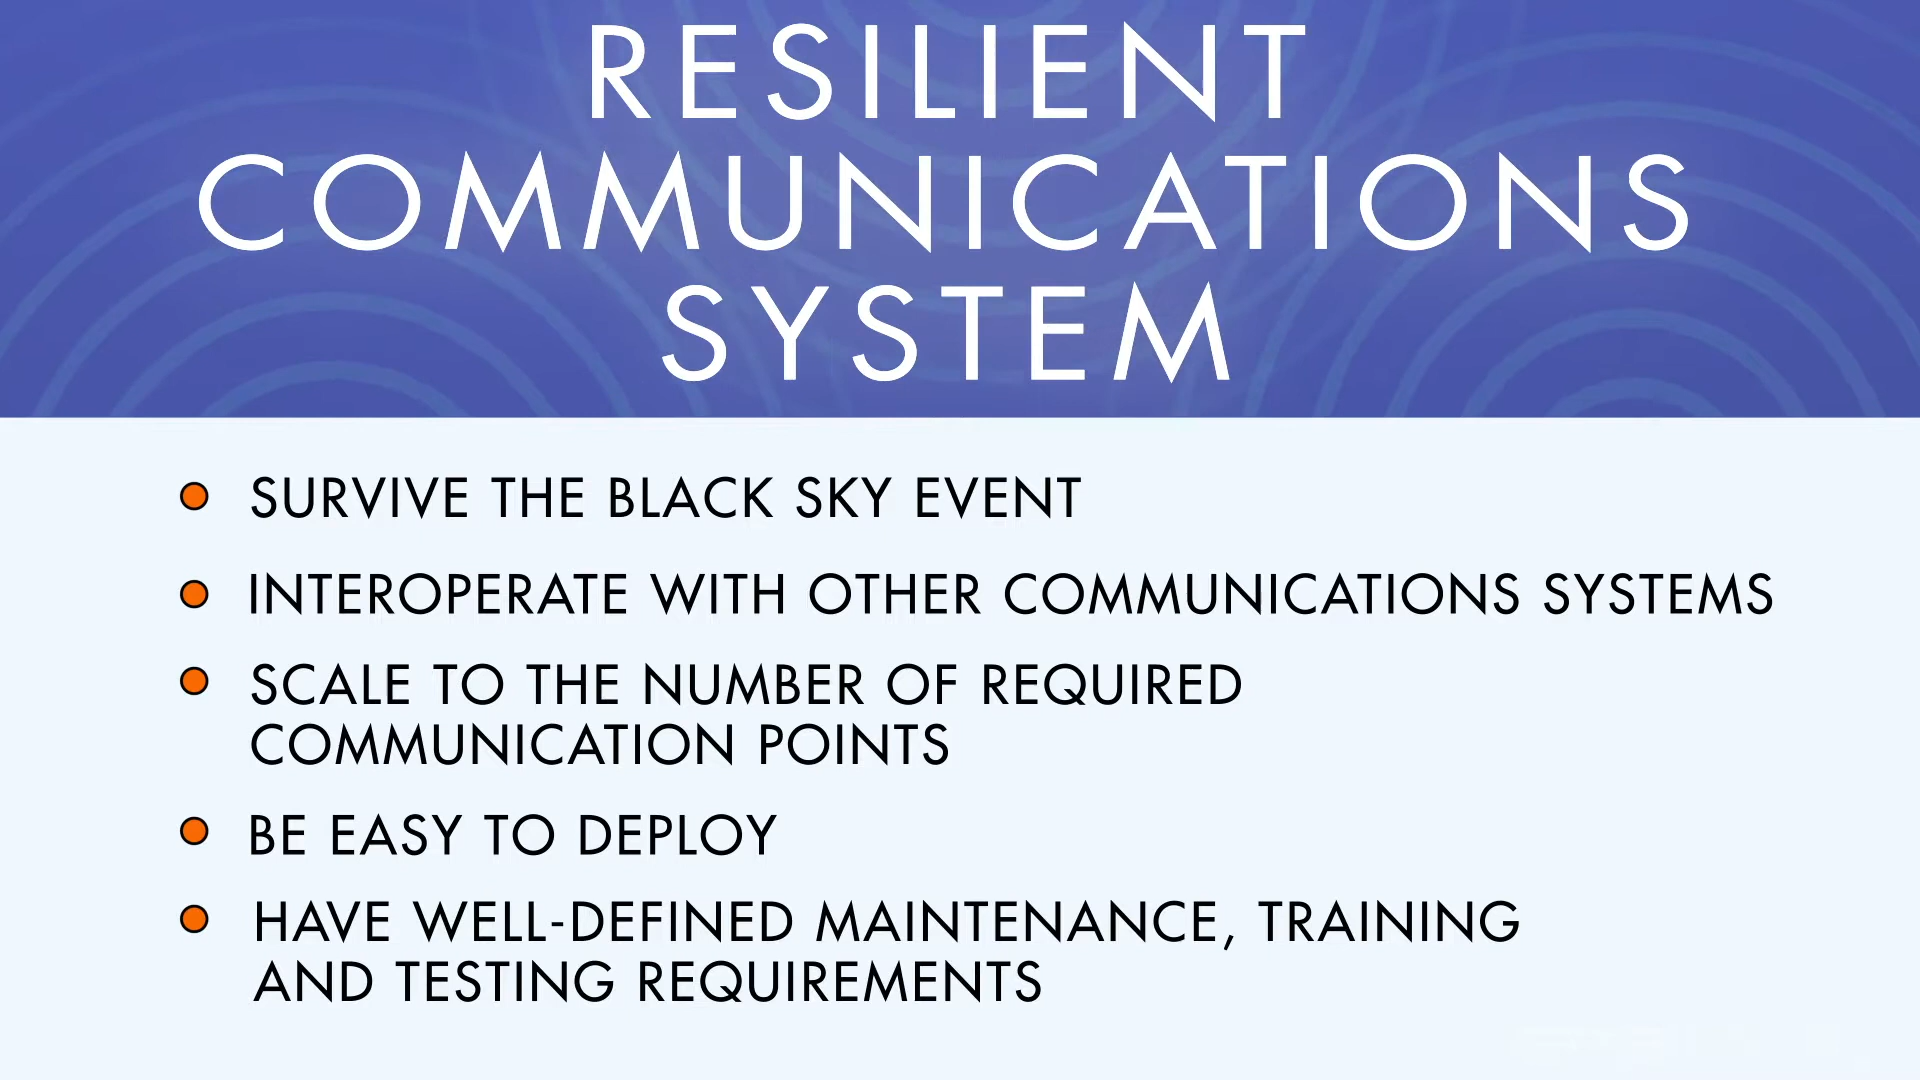 RESILIENT
COMMUNICATIONS
SYSTEM
SURVIVE THE BLACK SKY EVENT
INTEROPERATE WITH OTHER COMMUNICATIONS SYSTEMS
SCALE TO THE NUMBER OF REQUIRED
COMMUNICATION POINTS
BE EASY TO DEPLOY
HAVE WELL-DEFINED MAINTENANCE, TRAINING
AND TESTING REQUIREMENTS